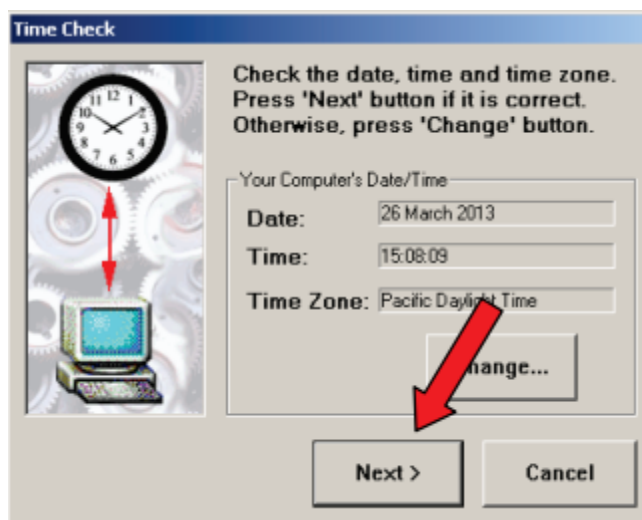 Time Check
Check the date, time and time zone.
Press 'Next' button if it is correct.
Otherwise, press 'Change' button.
Your Computer's Date/Time
Date: 26 March 2013
Time: 15:08:09
Time Zone: Pacific Daylight Time
hange...
Next > Cancel